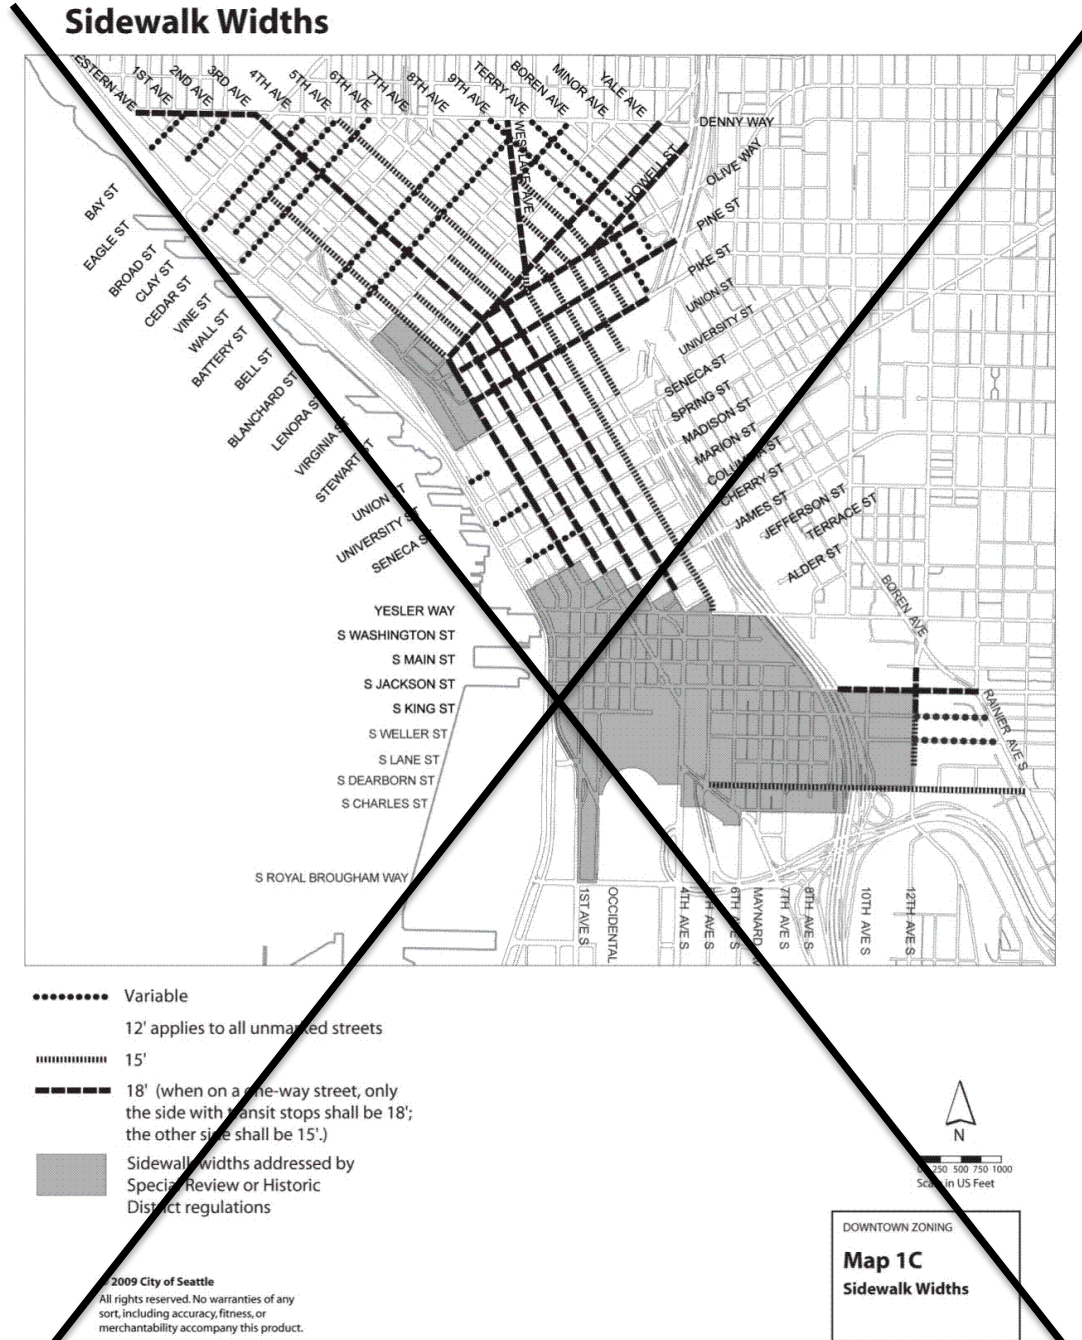 Sidewalk Widths
ESTERN AVE
1ST AVE
2ND AVE
3RD AVE
4TH AVE
5TH AVE
6TH AVE
7TH AVE
8TH AVE
9TH AVE
TERRY AVE
BOREN AVE
MINOR AVE
YALE AVE
DENNY WAY
WESTLAKE AVE
HOWELL ST
OLIVE WAY
PINE ST
PIKE ST
UNION ST
UNIVERSITY ST
SENECA ST
SPRING ST
MADISON ST
MARION ST
COLUMBIA ST
CHERRY ST
JAMES ST
JEFFERSON ST
TERRACE ST
ALDER ST
BOREN AVE
RAINIER AVE S
BAY ST
EAGLE ST
BROAD ST
CLAY ST
CEDAR ST
VINE ST
WALL ST
BATTERY ST
BELL ST
BLANCHARD ST
LENORA ST
VIRGINIA ST
STEWART ST
UNION ST
UNIVERSITY ST
SENECA ST
YESLER WAY
S WASHINGTON ST
S MAIN ST
S JACKSON ST
S KING ST
S WELLER ST
S LANE ST
S DEARBORN ST
S CHARLES ST
S ROYAL BROUGHAM WAY
1ST AVE S
OCCIDENTAL
4TH AVE S
AVE S
6TH AVE S
MAYNARD
7TH AVE S
8TH AVE S
10TH AVE S
12TH AVE S
Variable
12' applies to all unmarked streets
15'
18' (when on a one-way street, only
the side with transit stops shall be 18';
the other side shall be 15'.)
Sidewalk widths addressed by
Special Review or Historic
District regulations
N
0 250 500 750 1000
Scale in US Feet
DOWNTOWN ZONING
Map 1C
Sidewalk Widths
2009 City of Seattle
All rights reserved. No warranties of any
sort, including accuracy, fitness, or
merchantability accompany this product.